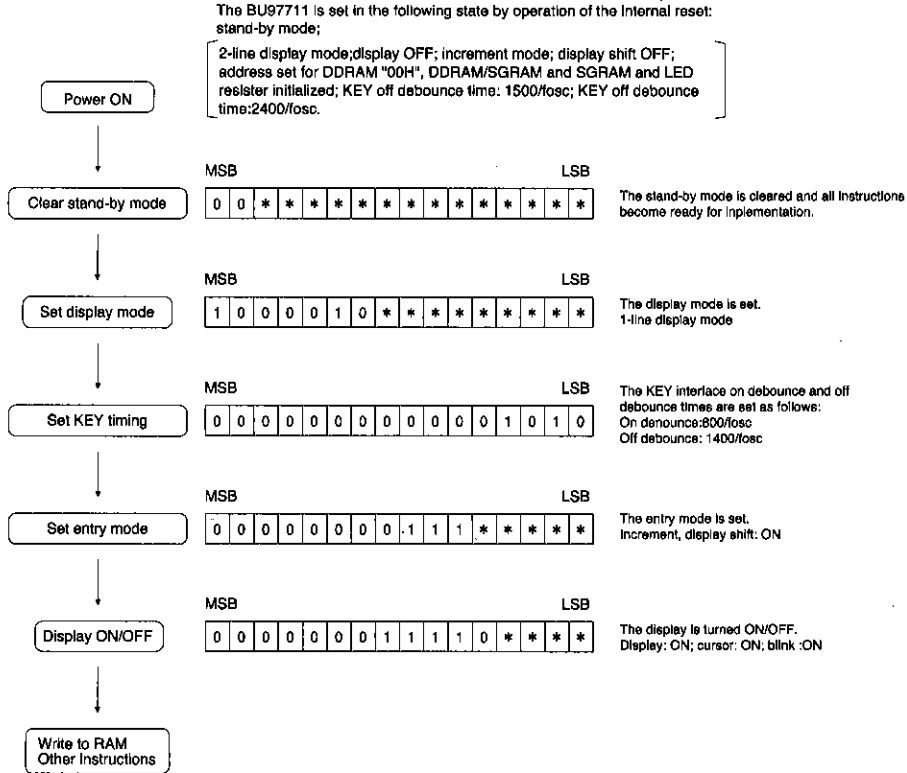 The BU97711 is set in the following state by operation of the internal reset:
stand-by mode;
2-line display mode;display OFF; increment mode; display shift OFF;
address set for DDRAM "00H", DDRAM/SGRAM and SGRAM and LED
resister initialized; KEY off debounce time: 1500/fosc; KEY off debounce
time:2400/fosc.
Power ON
MSB LSB
Clear stand-by mode
0 0 * * * * * * * * * * * * * *
The stand-by mode is cleared and all instructions
become ready for inplementation.
MSB LSB
Set display mode
1 0 0 0 0 1 0 * * * * * * * * *
The display mode is set.
1-line display mode
MSB LSB
Set KEY timing
0 0 0 0 0 0 0 0 0 0 0 0 1 0 1 0
The KEY interlace on debounce and off
debounce times are set as follows:
On denounce:800/fosc
Off debounce: 1400/fosc
MSB LSB
Set entry mode
0 0 0 0 0 0 0 0 1 1 1 * * * * *
The entry mode is set.
Increment, display shift: ON
MSB LSB
Display ON/OFF
0 0 0 0 0 0 0 1 1 1 1 0 * * * *
The display is turned ON/OFF.
Display: ON; cursor: ON; blink :ON
Write to RAM
Other Instructions